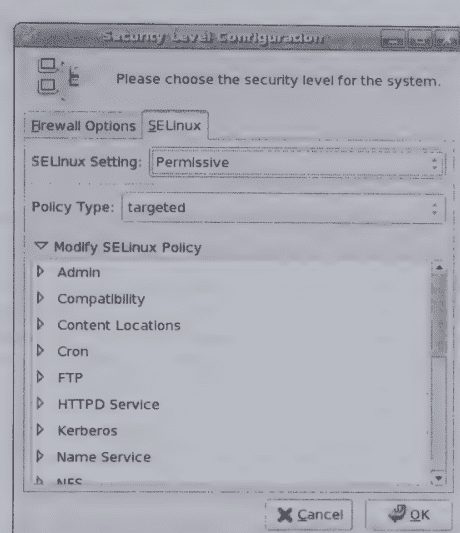 Security Level Configuration
Please choose the security level for the system.
Firewall Options SELinux
SELinux Setting: Permissive
Policy Type: targeted
Modify SELinux Policy
Admin
Compatibility
Content Locations
Cron
FTP
HTTPD Service
Kerberos
Name Service
NFS
Cancel OK